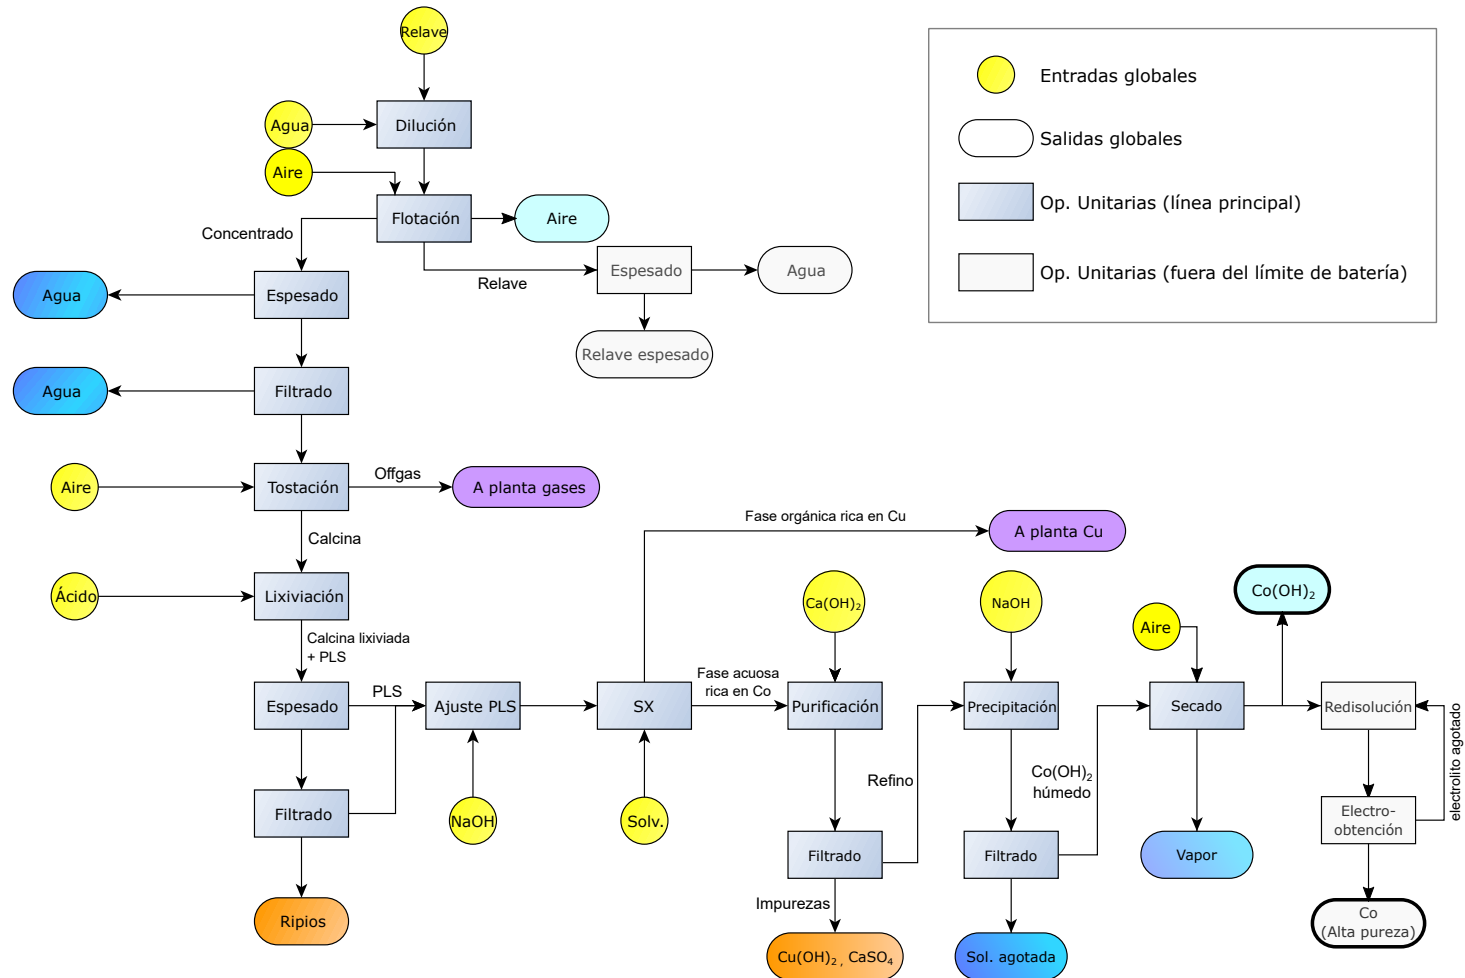 Relave
Entradas globales
Salidas globales
Op. Unitarias (línea principal)
Op. Unitarias (fuera del límite de batería)
Agua
Dilución
Aire
Flotación
Aire
Concentrado
Relave
Espesado
Agua
Relave espesado
Agua
Espesado
Agua
Filtrado
Aire
Tostación
Offgas
A planta gases
Calcina
Fase orgánica rica en Cu
A planta Cu
Ácido
Lixiviación
Calcina lixiviada
+ PLS
Ca(OH)₂
NaOH
Aire
Co(OH)₂
Espesado
PLS
Ajuste PLS
SX
Fase acuosa
rica en Co
Purificación
Precipitación
Secado
Redisolución
electrolito agotado
Refino
Co(OH)₂
húmedo
Filtrado
NaOH
Solv.
Filtrado
Filtrado
Vapor
Electro-
obtención
Impurezas
Ripios
Cu(OH)₂ , CaSO₄
Sol. agotada
Co
(Alta pureza)